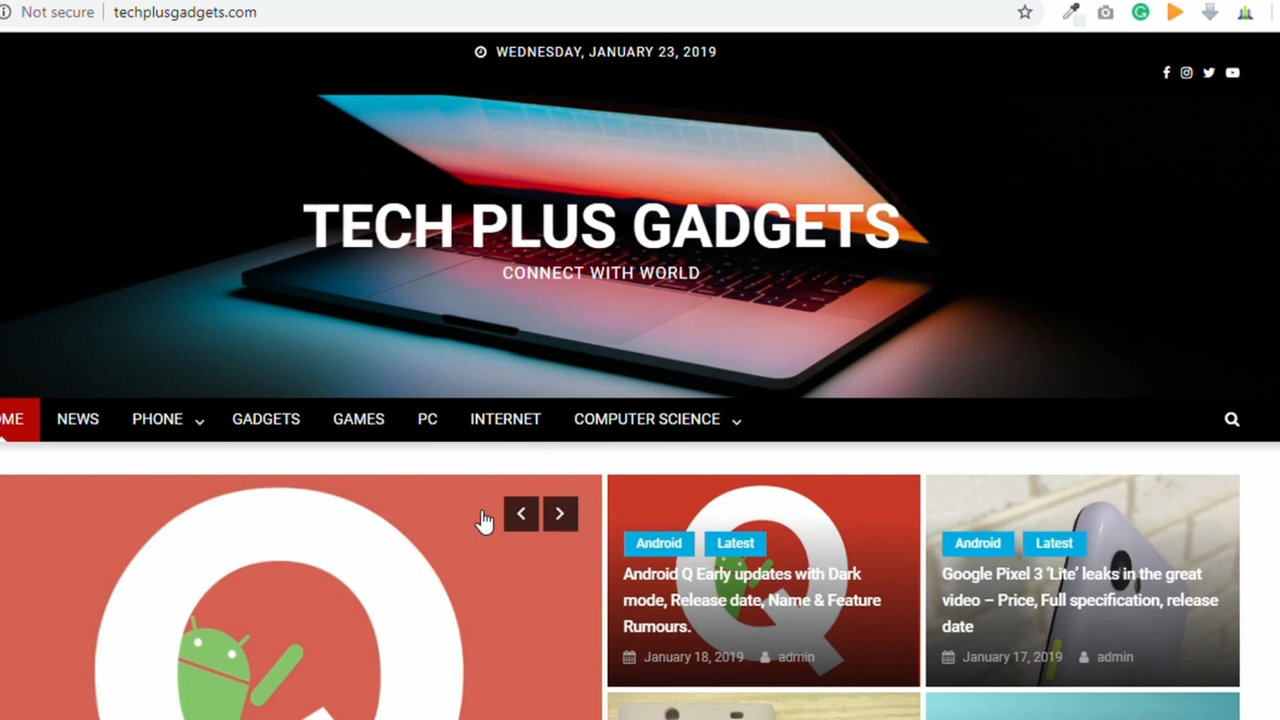 Not secure techplusgadgets.com
WEDNESDAY, JANUARY 23, 2019
TECH PLUS GADGETS
CONNECT WITH WORLD
OME NEWS PHONE GADGETS GAMES PC INTERNET COMPUTER SCIENCE
Android Latest
Android Q Early updates with Dark
mode, Release date, Name & Feature
Rumours.
January 18, 2019 admin
Android Latest
Google Pixel 3 ‘Lite’ leaks in the great
video – Price, Full specification, release
date
January 17, 2019 admin